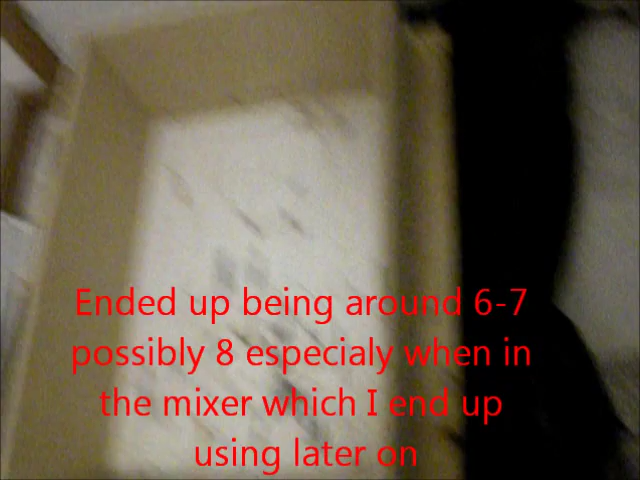 Ended up being around 6-7
possibly 8 especialy when in
the mixer which I end up
using later on